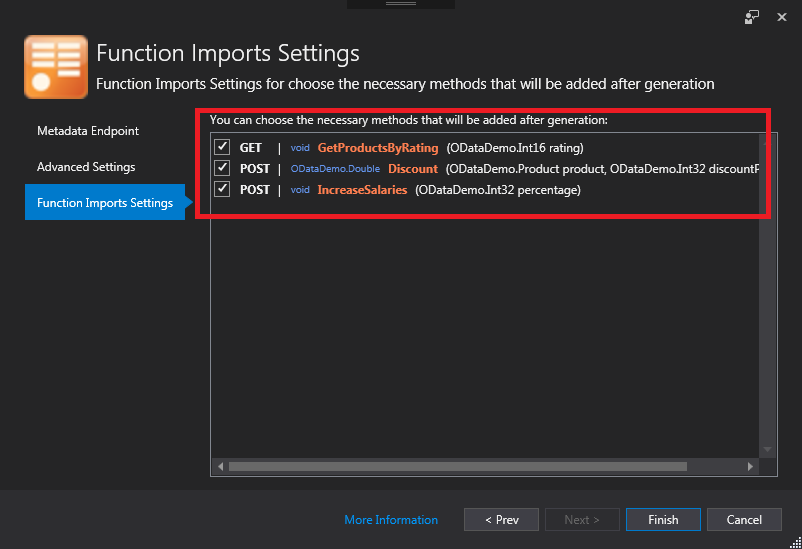 Function Imports Settings
Function Imports Settings for choose the necessary methods that will be added after generation
Metadata Endpoint
Advanced Settings
Function Imports Settings
You can choose the necessary methods that will be added after generation:
GET | void GetProductsByRating (ODataDemo.Int16 rating)
POST | ODataDemo.Double Discount (ODataDemo.Product product, ODataDemo.Int32 discountP
POST | void IncreaseSalaries (ODataDemo.Int32 percentage)
More Information
< Prev
Next >
Finish
Cancel